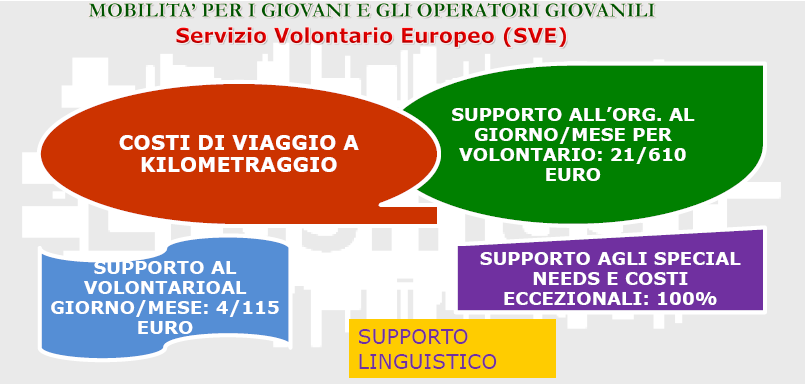 MOBILITA’ PER I GIOVANI E GLI OPERATORI GIOVANILI
Servizio Volontario Europeo (SVE)
COSTI DI VIAGGIO A
KILOMETRAGGIO
SUPPORTO ALL’ORG. AL
GIORNO/MESE PER
VOLONTARIO: 21/610
EURO
SUPPORTO AL
VOLONTARIOAL
GIORNO/MESE: 4/115
EURO
SUPPORTO AGLI SPECIAL
NEEDS E COSTI
ECCEZIONALI: 100%
SUPPORTO
LINGUISTICO